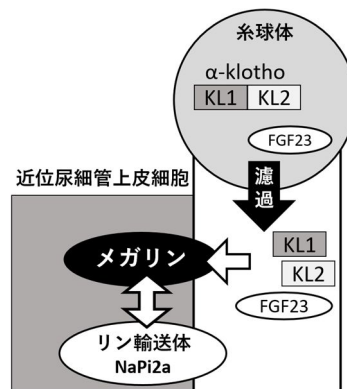 糸球体
α-klotho
KL1 KL2
FGF23
近位尿細管上皮細胞
濾過
メガリン
KL1
KL2
FGF23
リン輸送体
NaPi2a